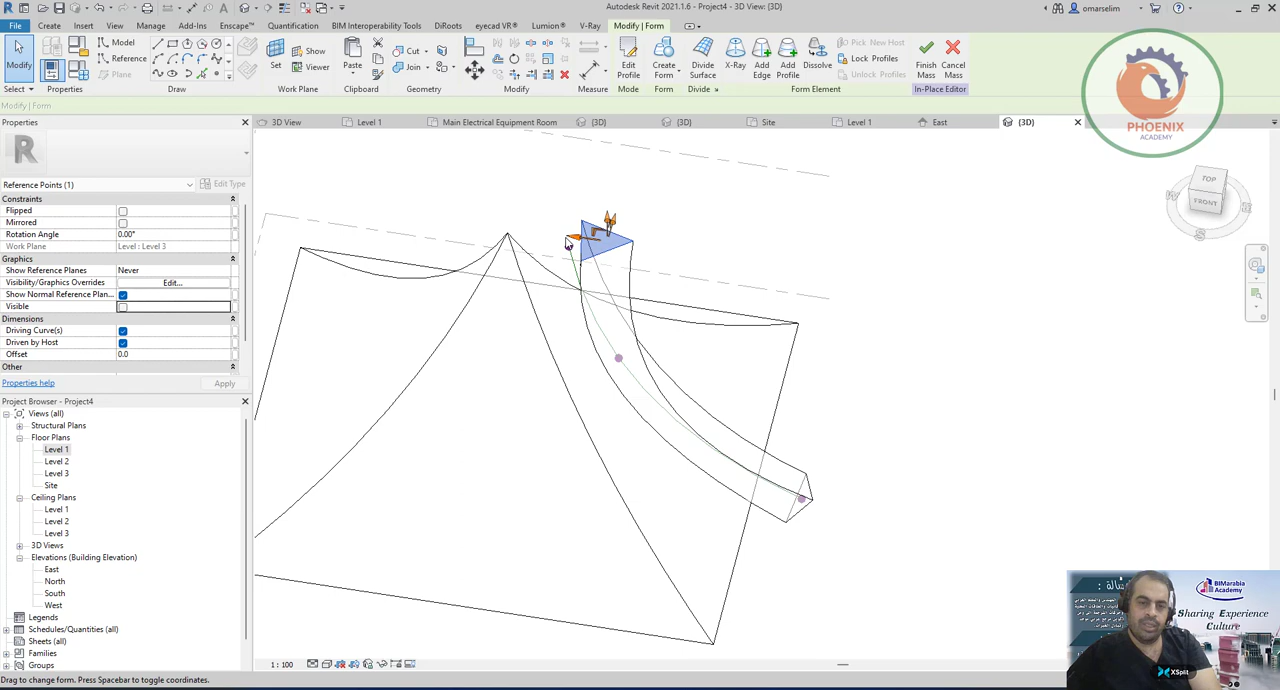 Autodesk Revit 2021.1.6 - Project4 - 3D View: {3D}
omarselim
File
Create
Insert
View
Manage
Add-Ins
Enscape™
Quantification
BIM Interoperability Tools
DiRoots
eyecad VR®
Lumion®
V-Ray
Modify | Form
Modify
Model
Reference
Plane
Set
Show
Viewer
Paste
Cut
Join
Edit Profile
Create Form
Divide Surface
X-Ray
Add Edge
Add Profile
Dissolve
Pick New Host
Lock Profiles
Unlock Profiles
Finish Mass
Cancel Mass
Select
Properties
Draw
Work Plane
Clipboard
Geometry
Modify
Measure
Mode
Form
Divide
Form Element
In-Place Editor
Modify | Form
PHOENIX
ACADEMY
Properties
3D View
Level 1
Main Electrical Equipment Room
{3D}
{3D}
Site
Level 1
East
{3D}
Reference Points (1)
Edit Type
Constraints
Flipped
Mirrored
Rotation Angle 0.00°
Work Plane Level : Level 3
Graphics
Show Reference Planes Never
Visibility/Graphics Overrides Edit...
Show Normal Reference Plan...
Visible
Dimensions
Driving Curve(s)
Driven by Host
Offset 0.0
Other
Properties help
Apply
Project Browser - Project4
Views (all)
Structural Plans
Floor Plans
Level 1
Level 2
Level 3
Site
Ceiling Plans
Level 1
Level 2
Level 3
3D Views
Elevations (Building Elevation)
East
North
South
West
Legends
Schedules/Quantities (all)
Sheets (all)
Families
Groups
TOP
FRONT
1 : 100
BIMarabia
Academy
Sharing Experience
Culture
XSplit
Drag to change form. Press Spacebar to toggle coordinates.